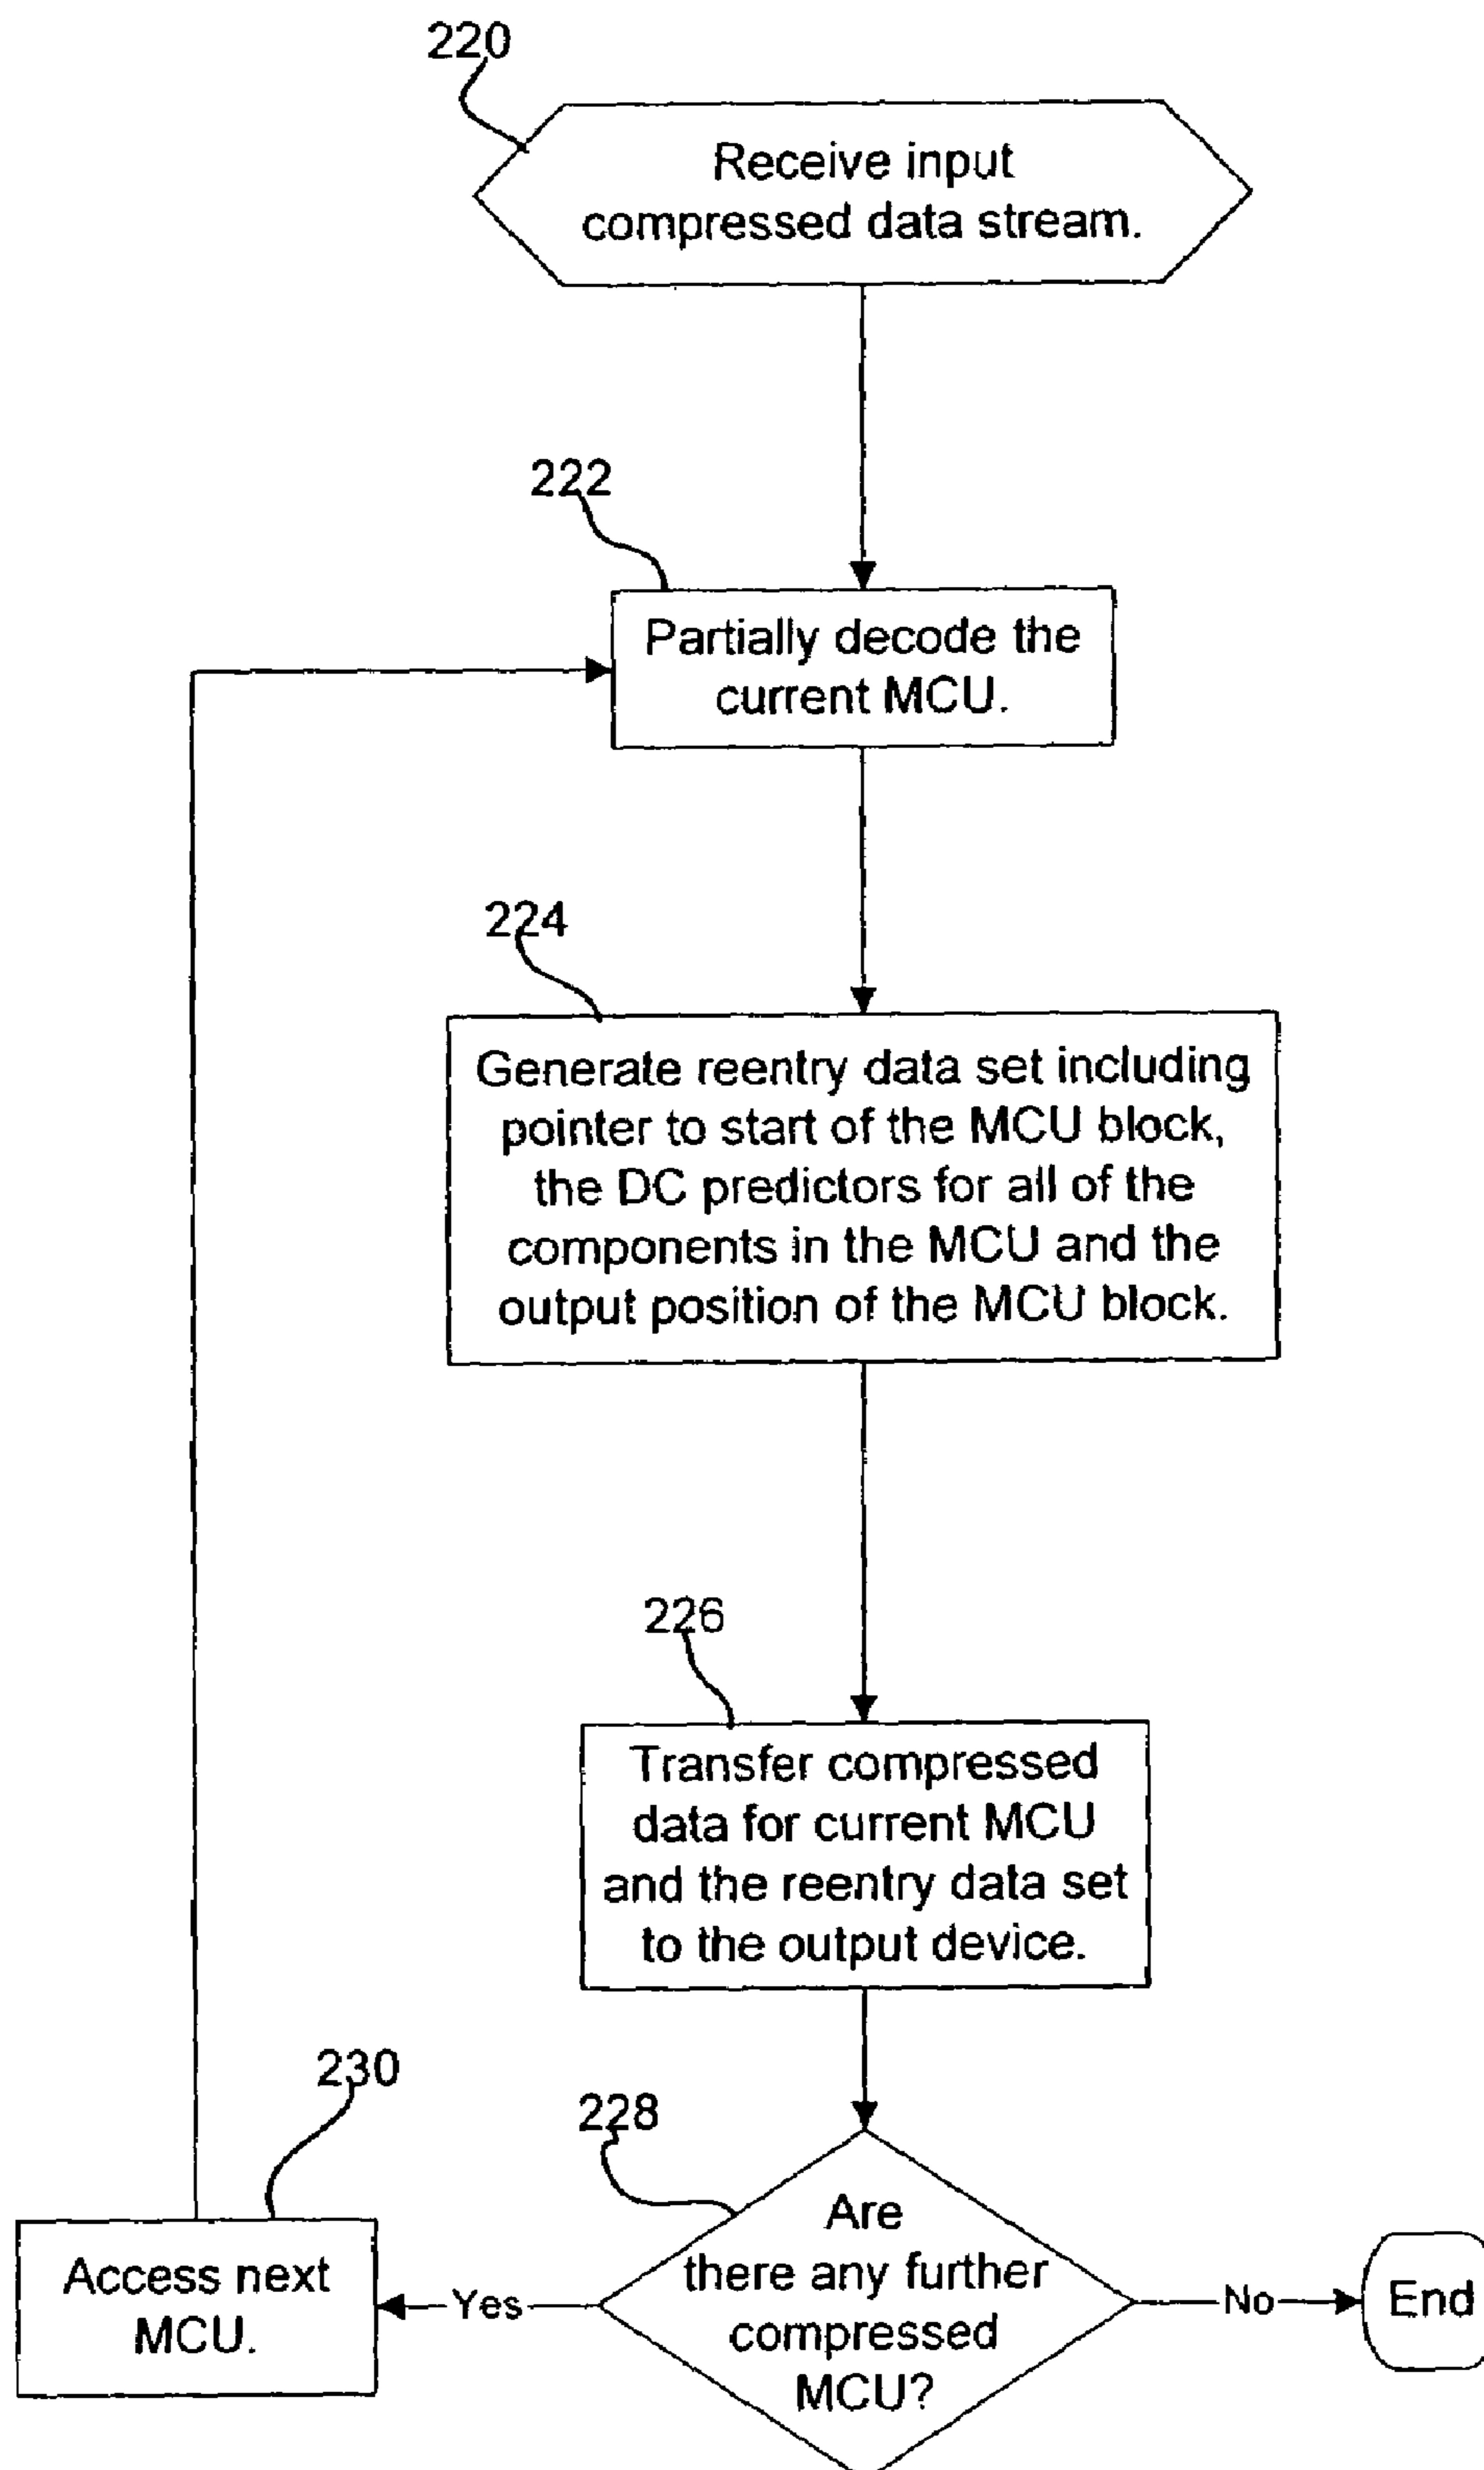 220
Receive input
compressed data stream.
222
Partially decode the
current MCU.
224
Generate reentry data set including
pointer to start of the MCU block,
the DC predictors for all of the
components in the MCU and the
output position of the MCU block.
226
Transfer compressed
data for current MCU
and the reentry data set
to the output device.
230
228
Access next
MCU.
Yes
Are
there any further
compressed
MCU?
No
End